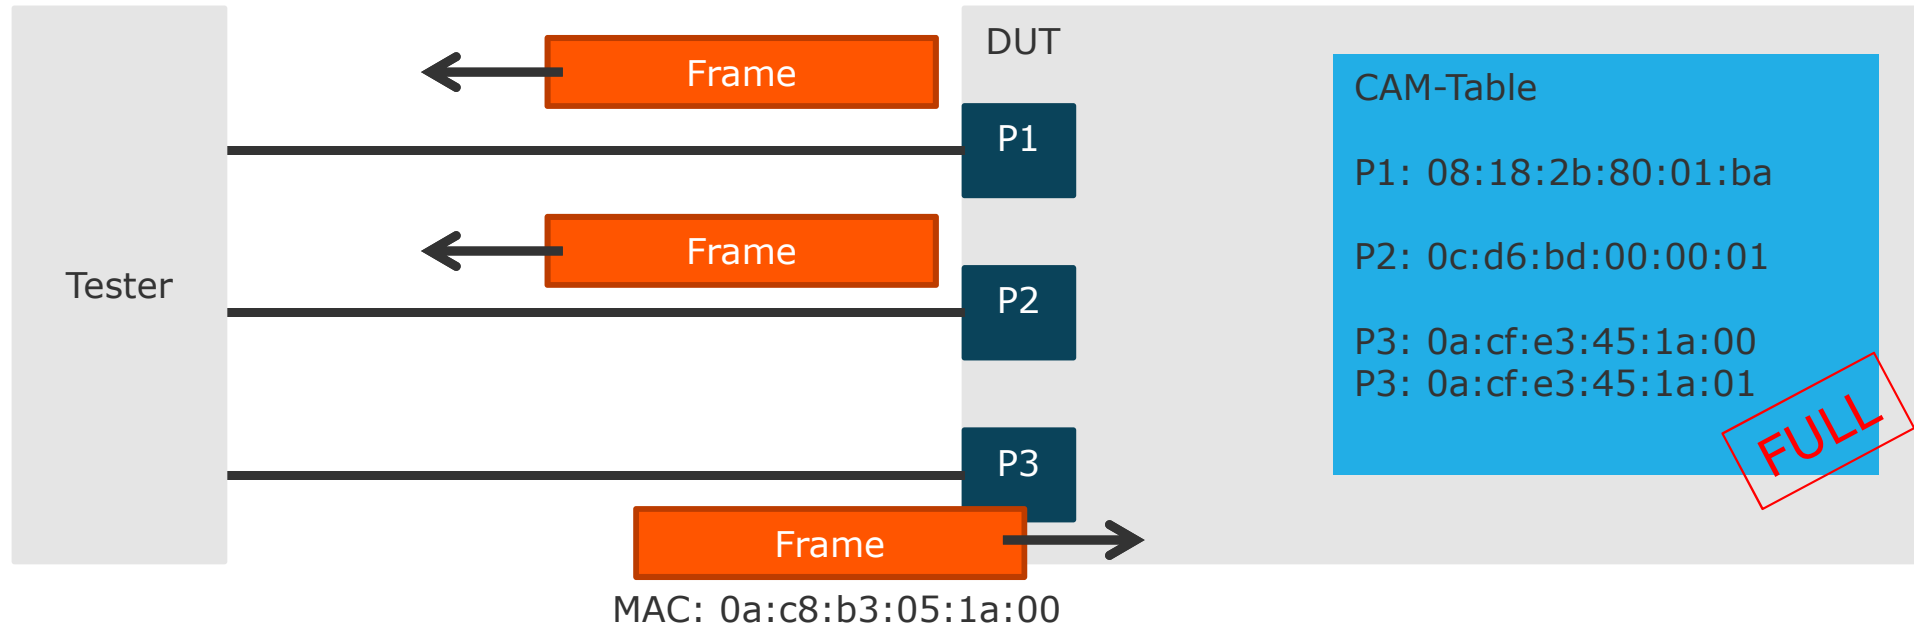 DUT
Frame
CAM-Table
P1
P1: 08:18:2b:80:01:ba
Frame
P2: 0c:d6:bd:00:00:01
Tester
P2
P3: 0a:cf:e3:45:1a:00
P3: 0a:cf:e3:45:1a:01
FULL
P3
Frame
MAC: 0a:c8:b3:05:1a:00